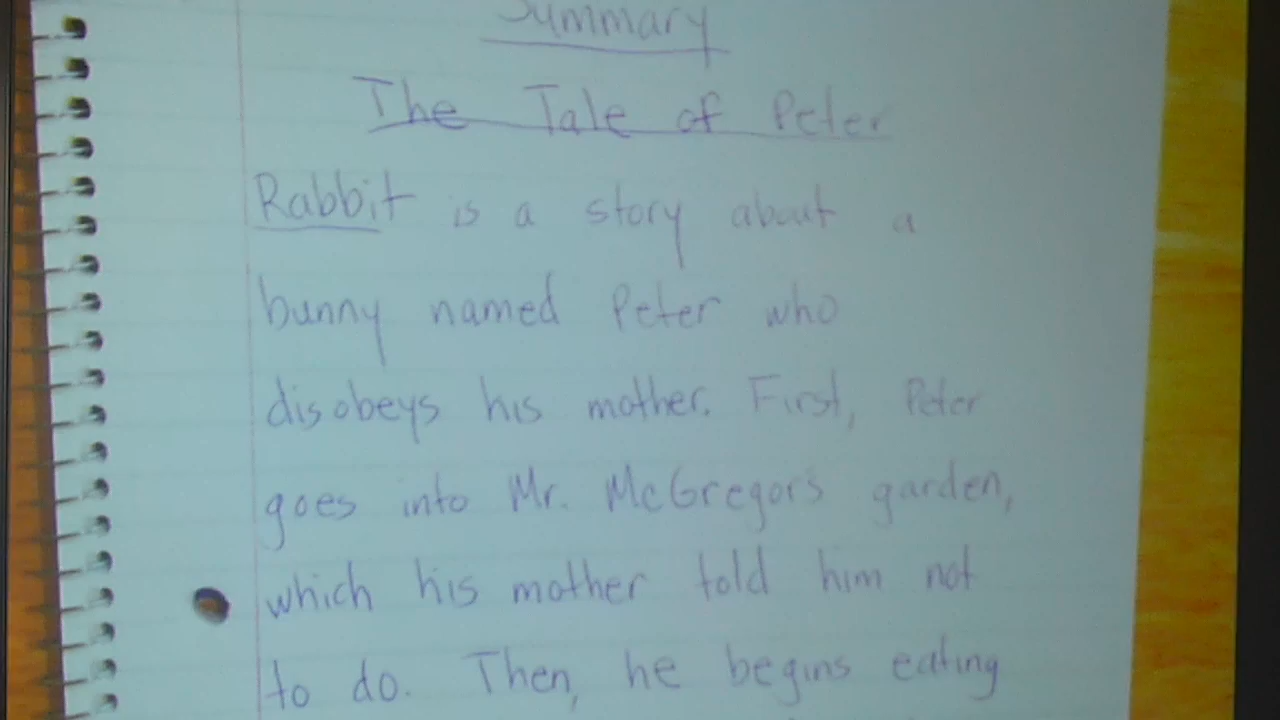 Summary
The Tale of Peter
Rabbit is a story about a
bunny named Peter who
disobeys his mother. First, Peter
goes into Mr. McGregor's garden,
which his mother told him not
to do. Then, he begins eating